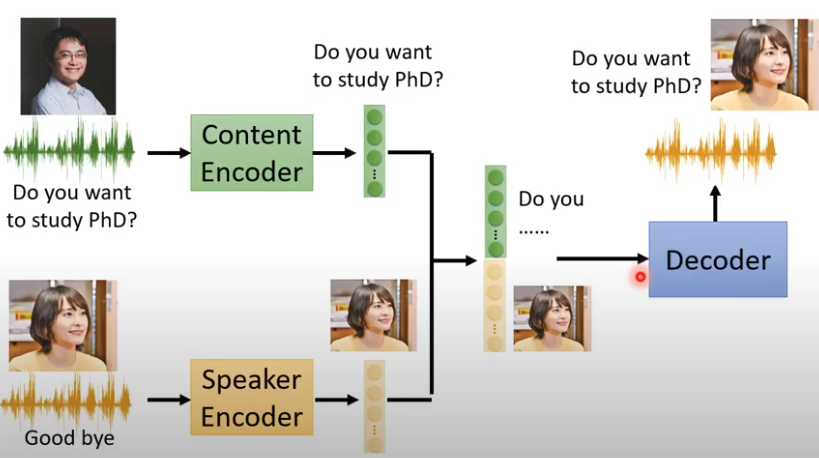 Do you want
to study PhD?
Content
Encoder
Do you want
to study PhD?
Good bye
Speaker
Encoder
Do you
......
Decoder
Do you want
to study PhD?